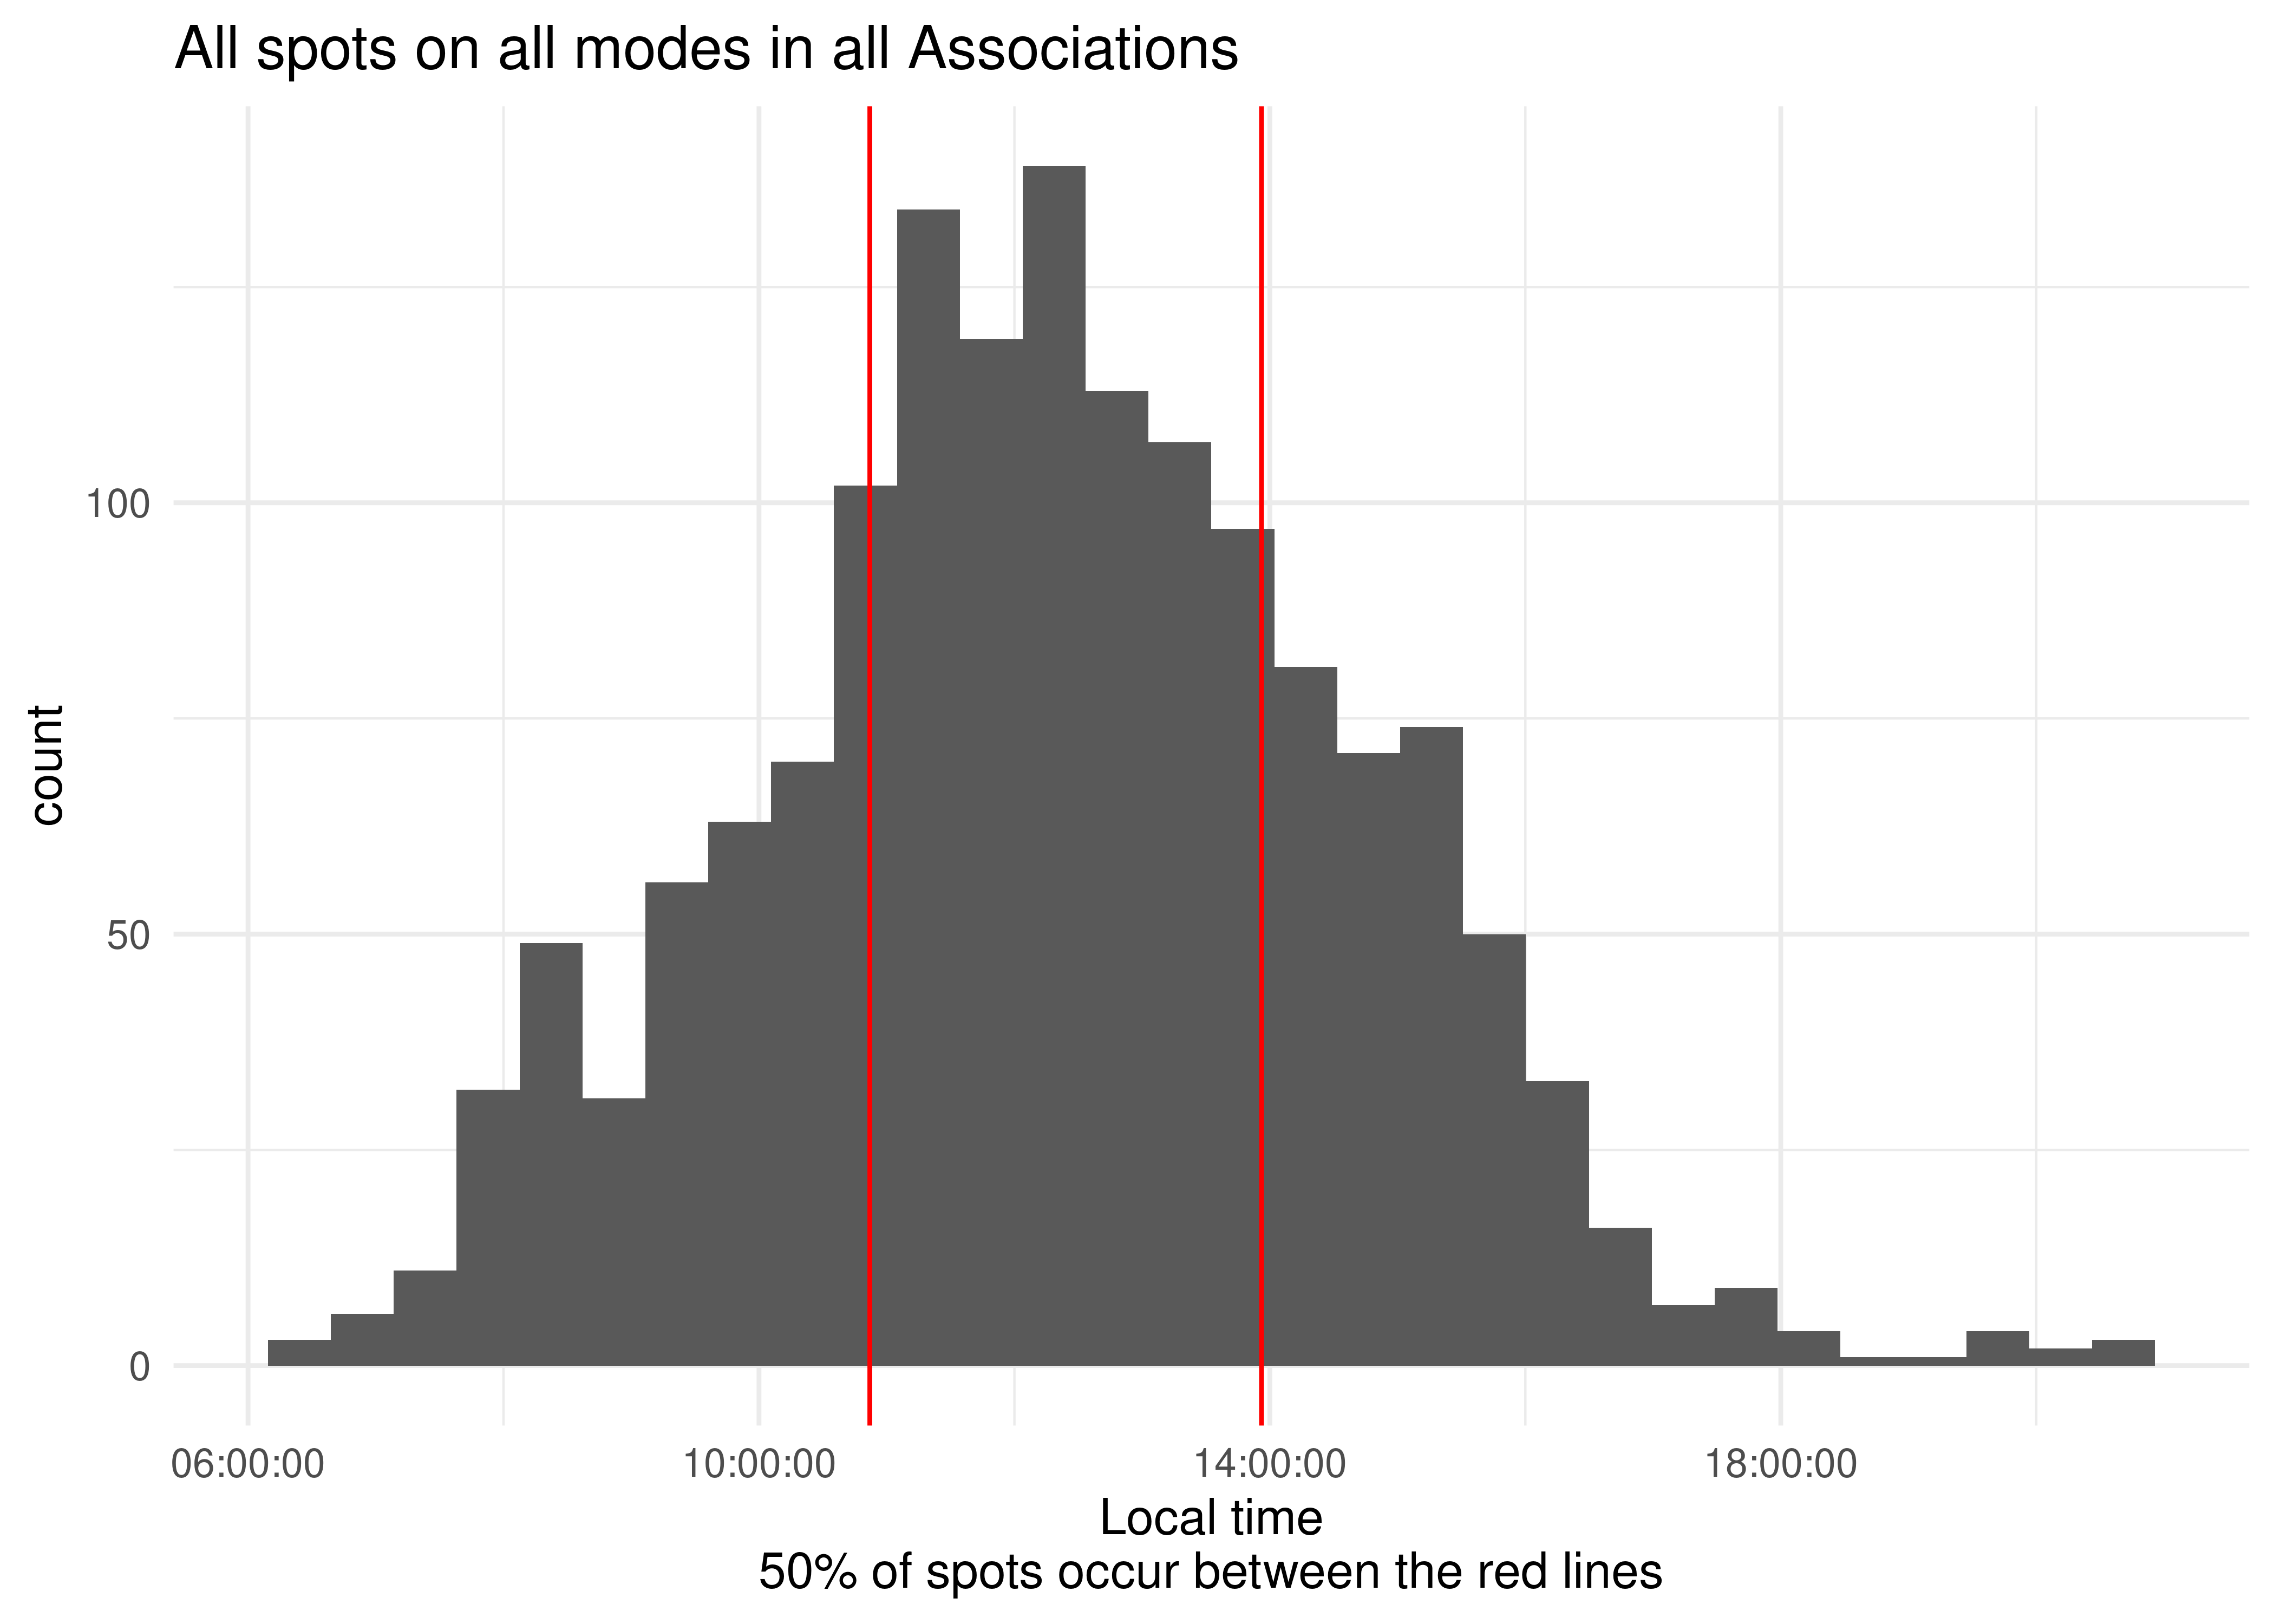 All spots on all modes in all Associations
count
100
50
0
06:00:00 10:00:00 14:00:00 18:00:00
Local time
50% of spots occur between the red lines